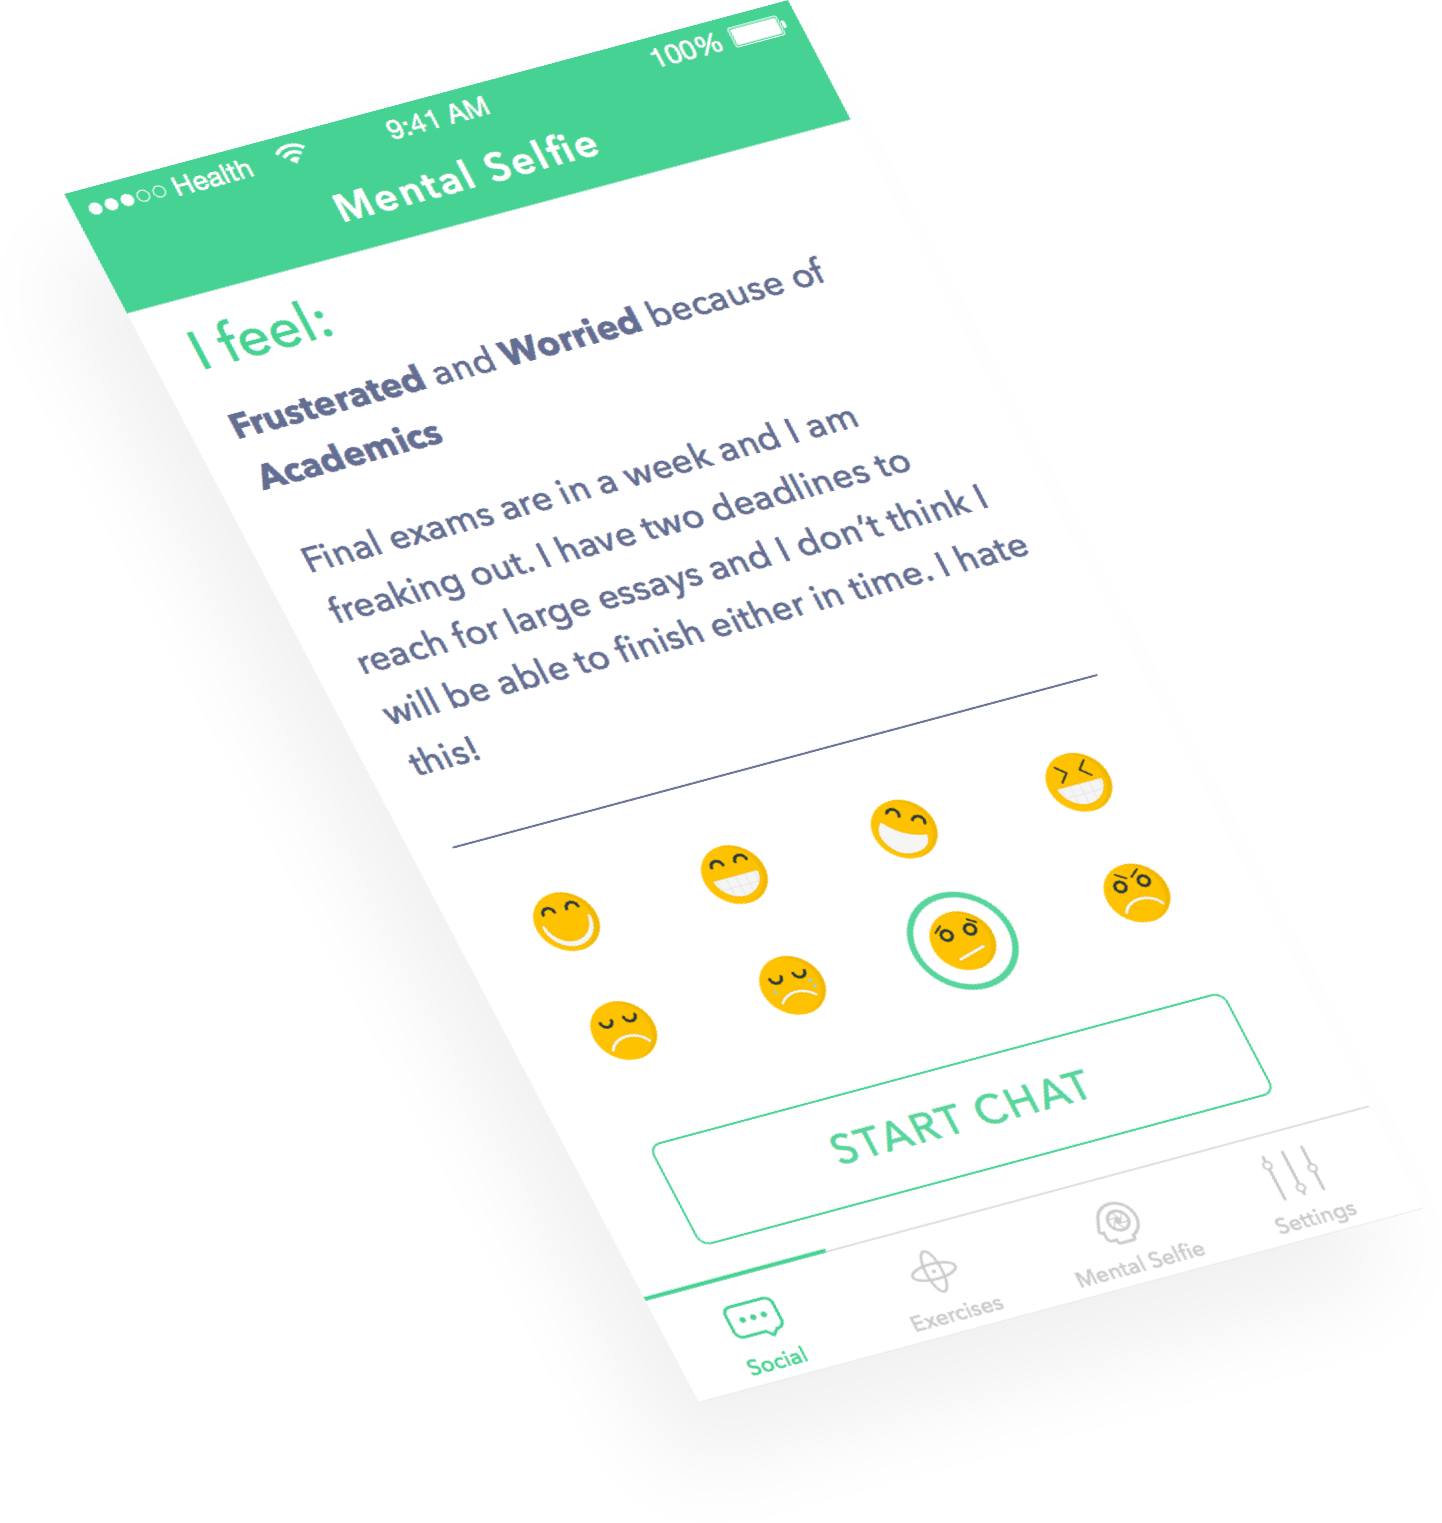 Health 9:41 AM 100%
Mental Selfie
I feel:
Frusterated and Worried because of
Academics
Final exams are in a week and I am
freaking out. I have two deadlines to
reach for large essays and I don't think I
will be able to finish either in time. I hate
this!
START CHAT
Social Exercises Mental Selfie Settings